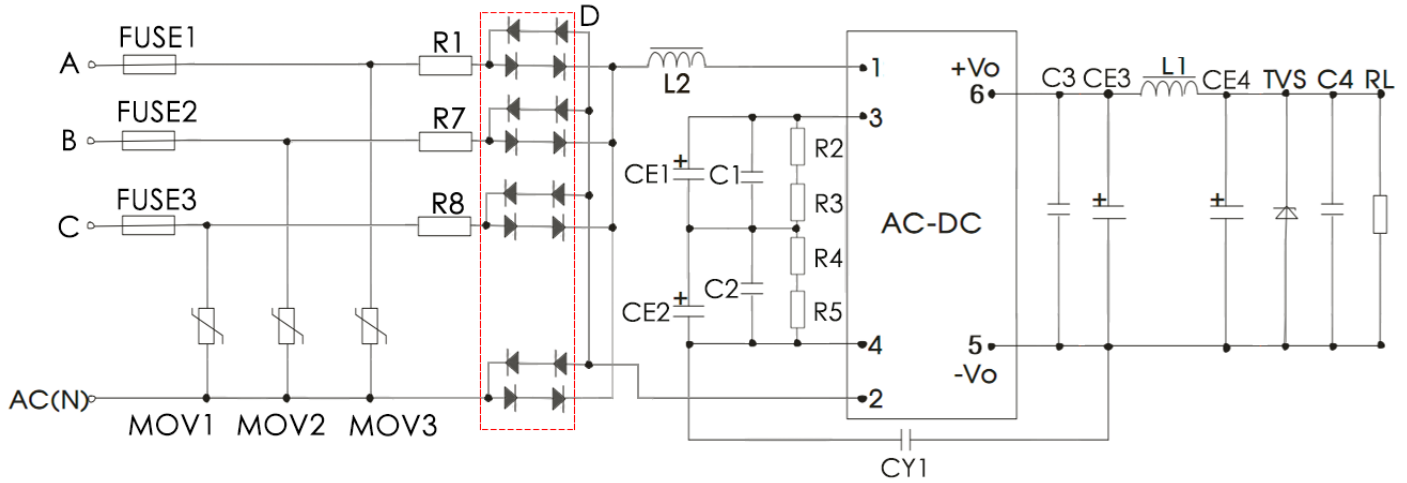 D
FUSE1
R1
A
L2
1
+Vo
6
C3
CE3
L1
CE4
TVS
C4
RL
FUSE2
R7
B
3
R2
CE1
C1
FUSE3
R8
C
R3
AC-DC
R4
CE2
C2
R5
4
5
-Vo
AC(N)
2
MOV1
MOV2
MOV3
CY1
+
+
+
+